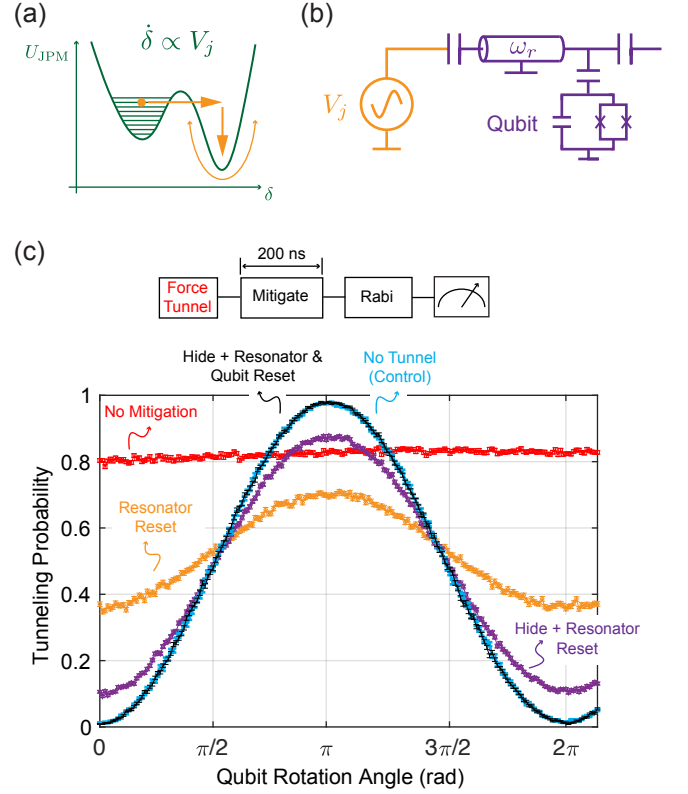 (a)
U_JPM
δ̇ ∝ V_j
δ
(b)
V_j
ω_r
Qubit
(c)
200 ns
Force
Tunnel
Mitigate
Rabi
Hide + Resonator &
Qubit Reset
No Tunnel
(Control)
No Mitigation
Resonator
Reset
Hide + Resonator
Reset
Tunneling Probability
1
0.8
0.6
0.4
0.2
0
0
π/2
π
3π/2
2π
Qubit Rotation Angle (rad)